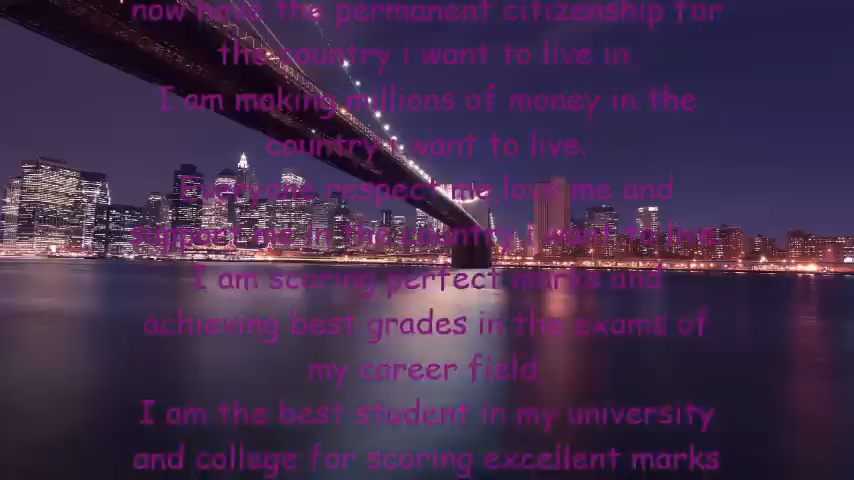 now have the permanent citizenship for
the country i want to live in
I am making millions of money in the
country i want to live.
Everyone respect me,love me and
support me in the country i want to live
I am scoring perfect marks and
achieving best grades in the exams of
my career field
I am the best student in my university
and college for scoring excellent marks